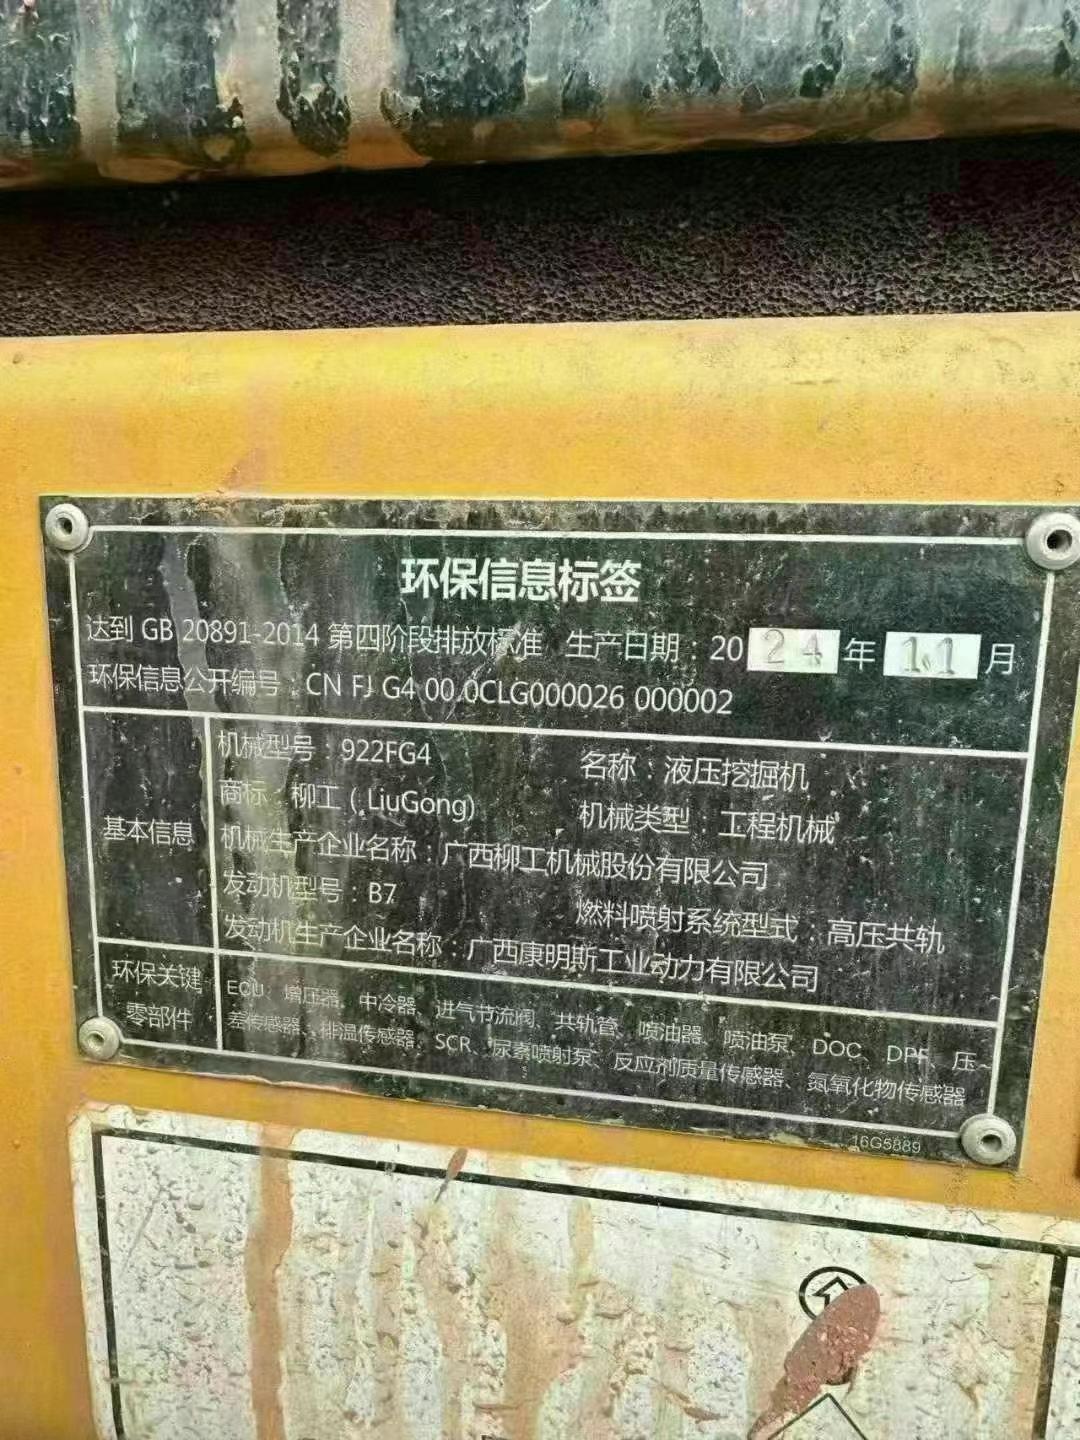 环保信息标签
达到 GB 20891-2014 第四阶段排放标准 生产日期：2024年11月
环保信息公开编号：CN FJ G4 00 0CLG000026 000002
基本信息
机械型号：922FG4 名称：液压挖掘机
商标：柳工（LiuGong) 机械类型：工程机械
机械生产企业名称：广西柳工机械股份有限公司
发动机型号：B7 燃料喷射系统型式：高压共轨
发动机生产企业名称：广西康明斯工业动力有限公司
环保关键
零部件
ECU、增压器、中冷器、进气节流阀、共轨管、喷油器、喷油泵、DOC、DPF、压
差传感器、排温传感器、SCR、尿素喷射泵、反应剂质量传感器、氮氧化物传感器
16G5889